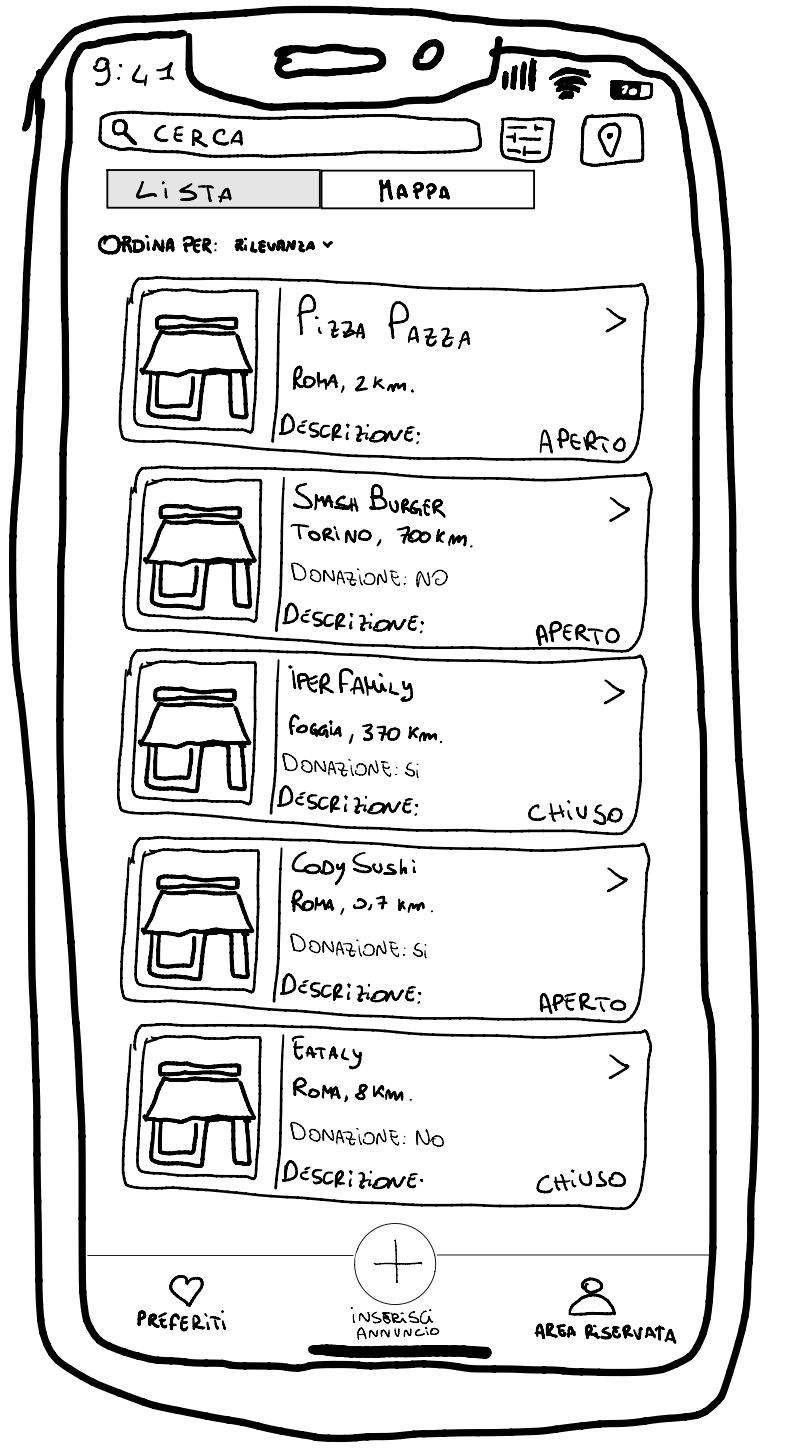 9:41
CERCA
LiSTA MAPPA
ORDiNA PER: RiLEVANZA
PiZZA PAZZA
ROMA, 2 Km.
DESCRiZiONE: APERTO
SMASH BURGER
TORiNO, 700 Km.
DONAZiONE: NO
DESCRiZiONE: APERTO
iPER FAMiLy
FOGGiA, 370 Km.
DONAZiONE: Si
DESCRiZiONE: CHiUSO
CODy SUSHi
ROMA, 0,7 Km.
DONAZiONE: Si
DESCRiZiONE: APERTO
EATALy
ROMA, 8 Km.
DONAZiONE: NO
DESCRiZiONE. CHiUSO
PREFERiTi
iNSERiSCi
ANNUNCiO
AREA RiSERVATA